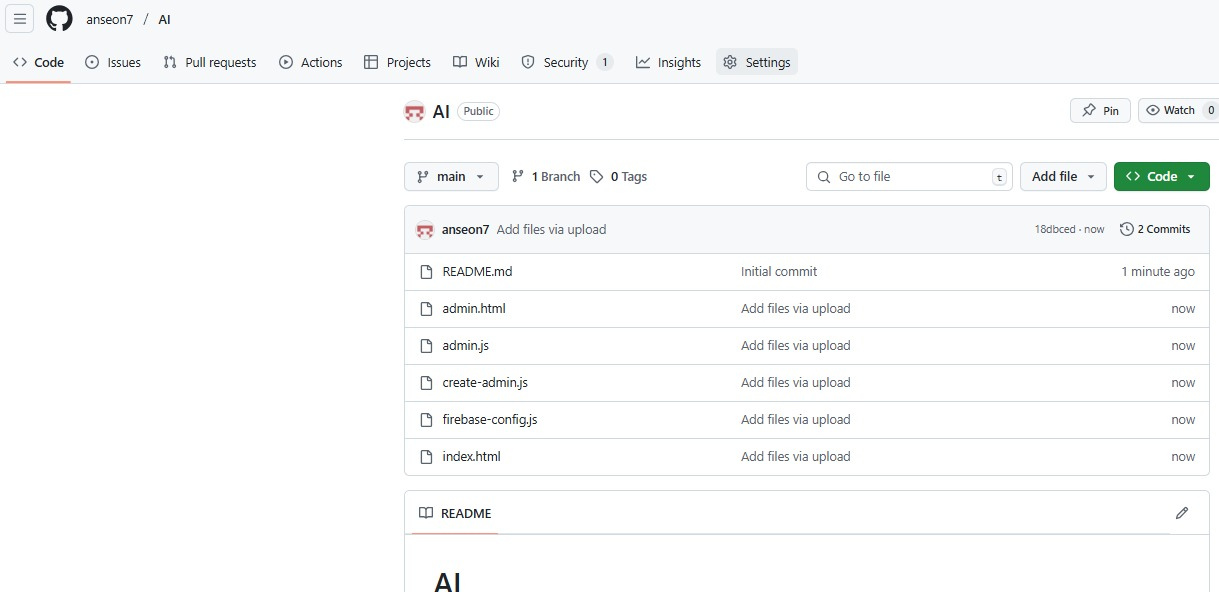 anseon7 / AI
Code Issues Pull requests Actions Projects Wiki Security 1 Insights Settings
AI Public Pin Watch 0
main 1 Branch 0 Tags Go to file t Add file Code
anseon7 Add files via upload 18dbced · now 2 Commits
README.md Initial commit 1 minute ago
admin.html Add files via upload now
admin.js Add files via upload now
create-admin.js Add files via upload now
firebase-config.js Add files via upload now
index.html Add files via upload now
README
AI